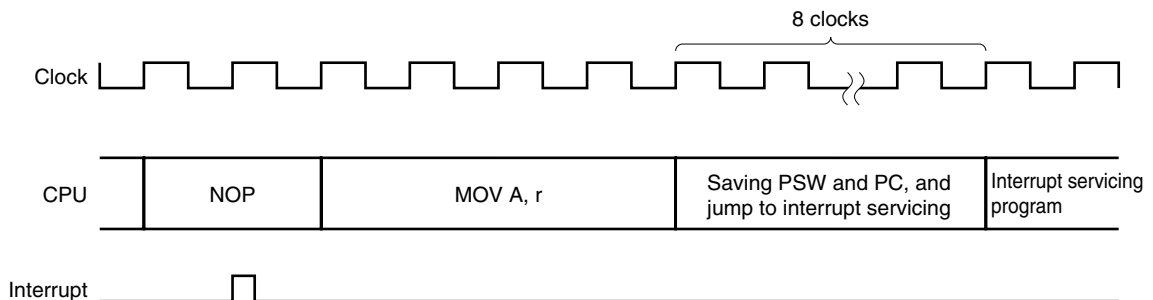 8 clocks
Clock
CPU
NOP
MOV A, r
Saving PSW and PC, and
jump to interrupt servicing
Interrupt servicing
program
Interrupt